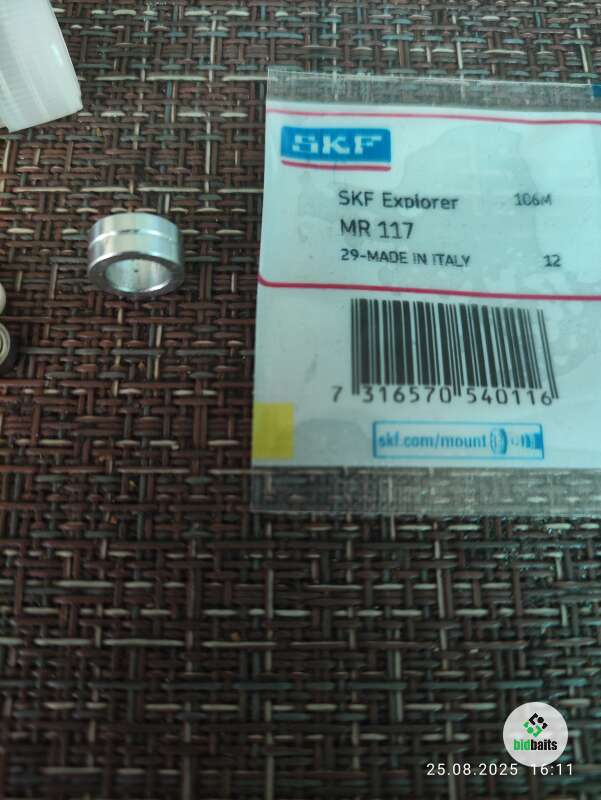 SKF
SKF Explorer 106M
MR 117
29-MADE IN ITALY 12
7 316570 540116
skf.com/mount
bidbaits
25.08.2025 16:11